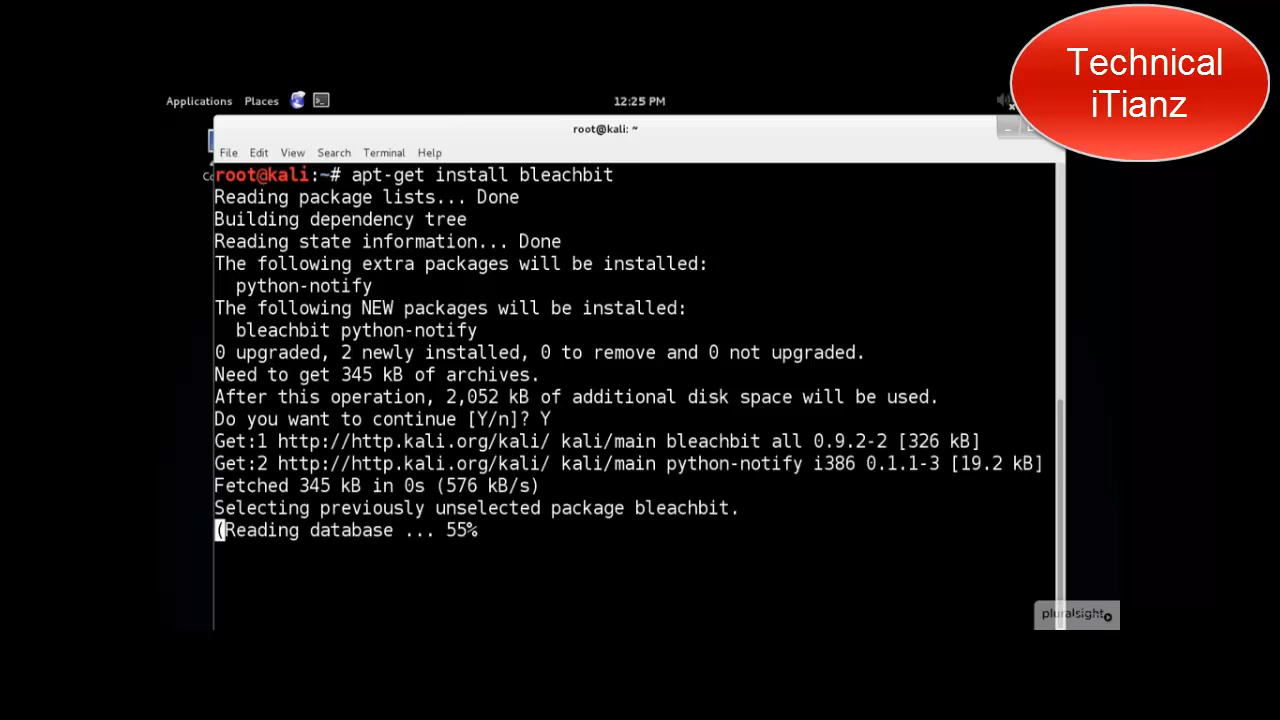 Technical
iTianz
Applications Places 12:25 PM
root@kali: ~
File Edit View Search Terminal Help
root@kali:~# apt-get install bleachbit
Reading package lists... Done
Building dependency tree
Reading state information... Done
The following extra packages will be installed:
python-notify
The following NEW packages will be installed:
bleachbit python-notify
0 upgraded, 2 newly installed, 0 to remove and 0 not upgraded.
Need to get 345 kB of archives.
After this operation, 2,052 kB of additional disk space will be used.
Do you want to continue [Y/n]? Y
Get:1 http://http.kali.org/kali/ kali/main bleachbit all 0.9.2-2 [326 kB]
Get:2 http://http.kali.org/kali/ kali/main python-notify i386 0.1.1-3 [19.2 kB]
Fetched 345 kB in 0s (576 kB/s)
Selecting previously unselected package bleachbit.
(Reading database ... 55%
pluralsight